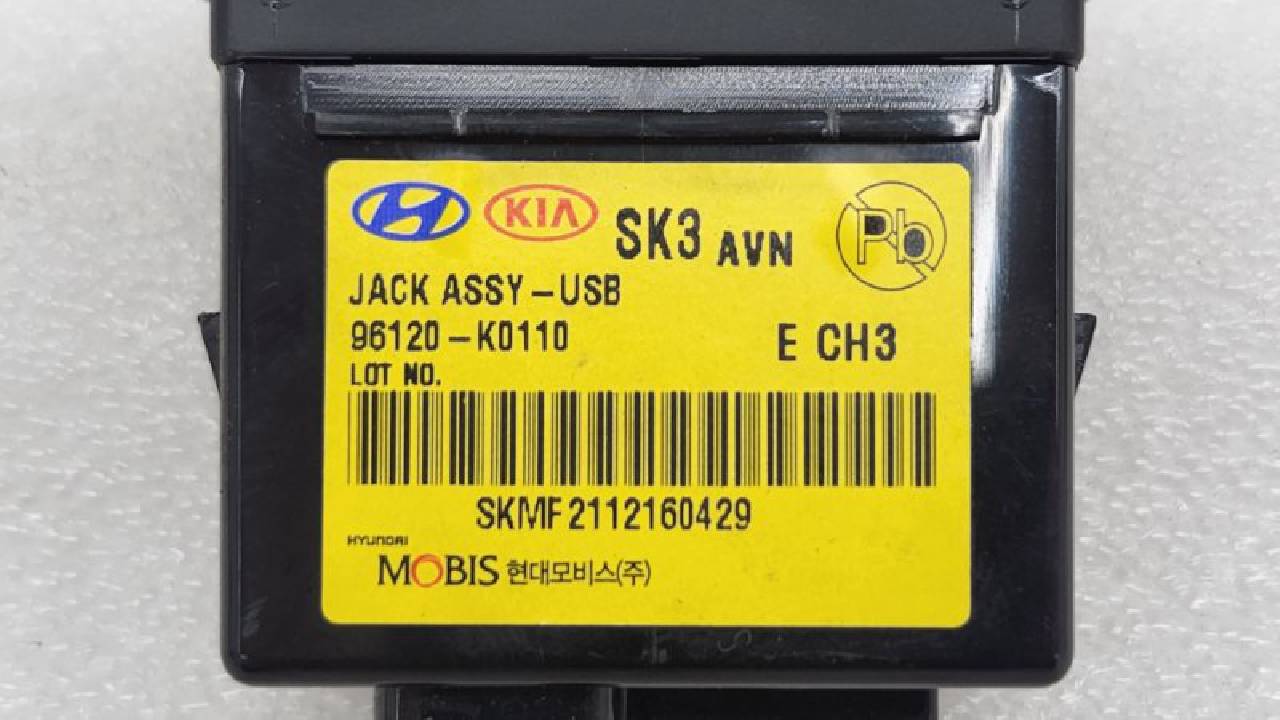 KIA SK3 AVN Pb
JACK ASSY-USB
96120-K0110 E CH3
LOT NO.
SKMF2112160429
HYUNDAI
MOBIS 현대모비스(주)